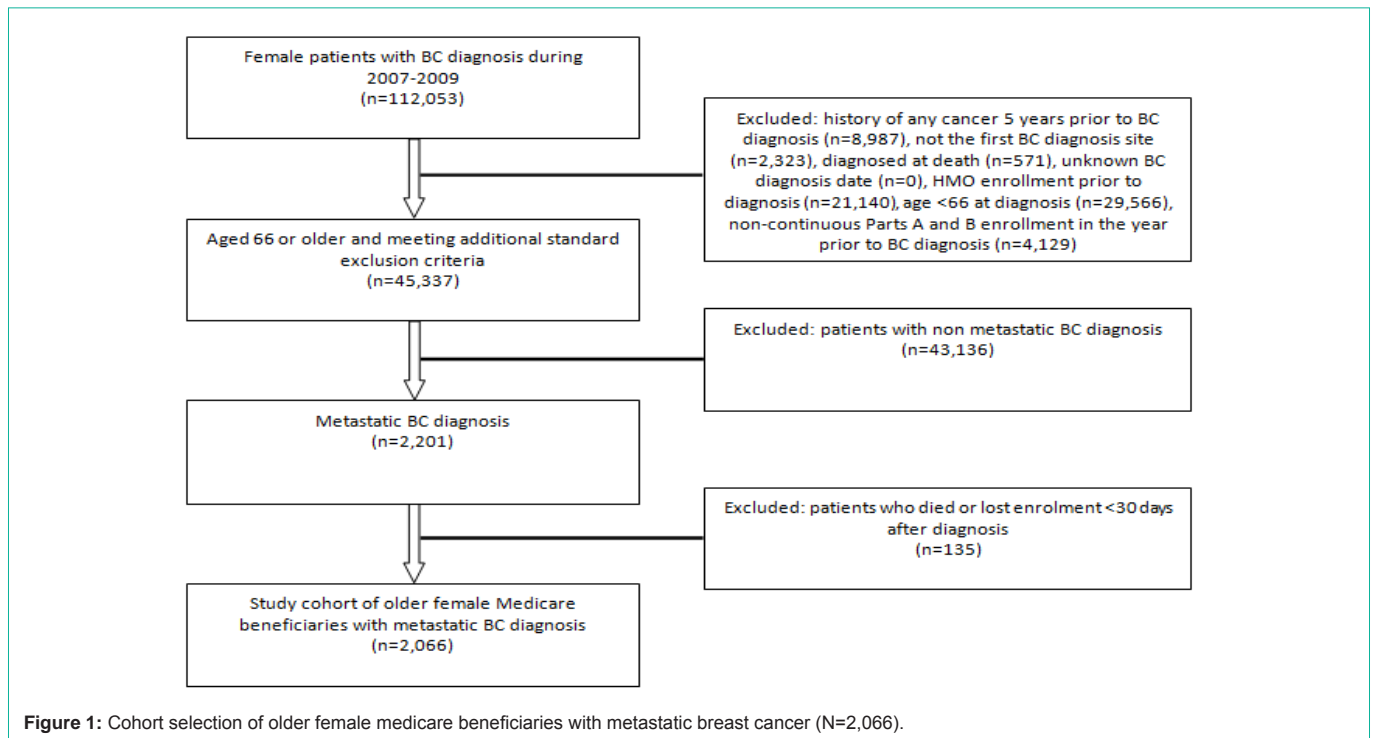 Female patients with BC diagnosis during
2007-2009
(n=112,053)
Excluded: history of any cancer 5 years prior to BC
diagnosis (n=8,987), not the first BC diagnosis site
(n=2,323), diagnosed at death (n=571), unknown BC
diagnosis date (n=0), HMO enrollment prior to
diagnosis (n=21,140), age <66 at diagnosis (n=29,566),
non-continuous Parts A and B enrollment in the year
prior to BC diagnosis (n=4,129)
Aged 66 or older and meeting additional standard
exclusion criteria
(n=45,337)
Excluded: patients with non metastatic BC diagnosis
(n=43,136)
Metastatic BC diagnosis
(n=2,201)
Excluded: patients who died or lost enrolment <30 days
after diagnosis
(n=135)
Study cohort of older female Medicare
beneficiaries with metastatic BC diagnosis
(n=2,066)
Figure 1: Cohort selection of older female medicare beneficiaries with metastatic breast cancer (N=2,066).